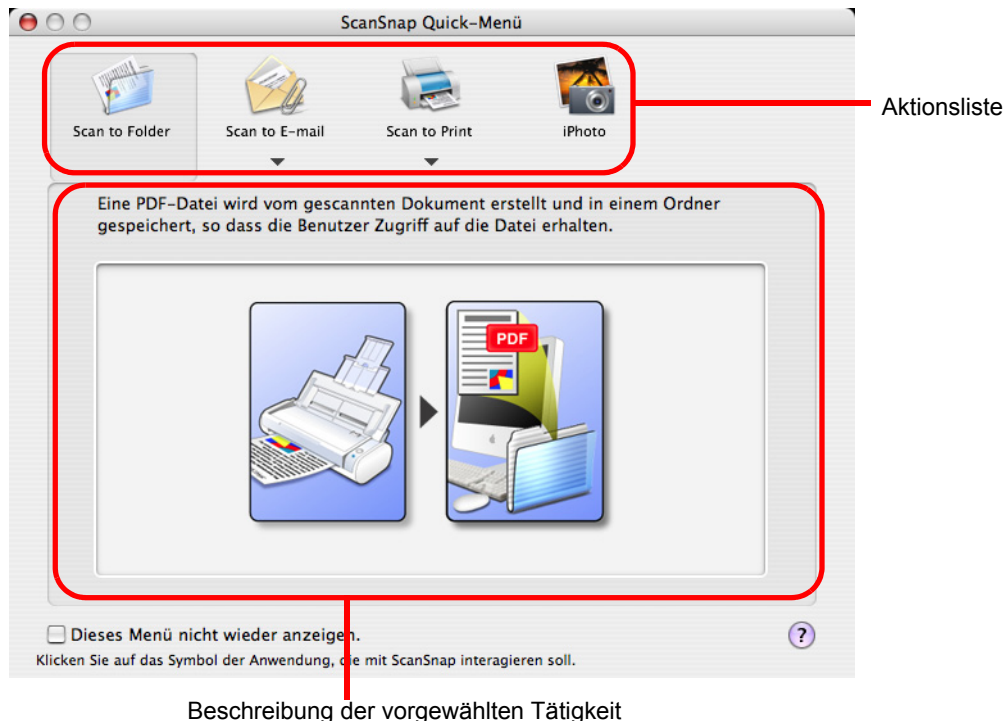 ScanSnap Quick-Menü
Scan to Folder
Scan to E-mail
Scan to Print
iPhoto
Aktionsliste
Eine PDF-Datei wird vom gescannten Dokument erstellt und in einem Ordner
gespeichert, so dass die Benutzer Zugriff auf die Datei erhalten.
PDF
Dieses Menü nicht wieder anzeigen.
?
Klicken Sie auf das Symbol der Anwendung, die mit ScanSnap interagieren soll.
Beschreibung der vorgewählten Tätigkeit